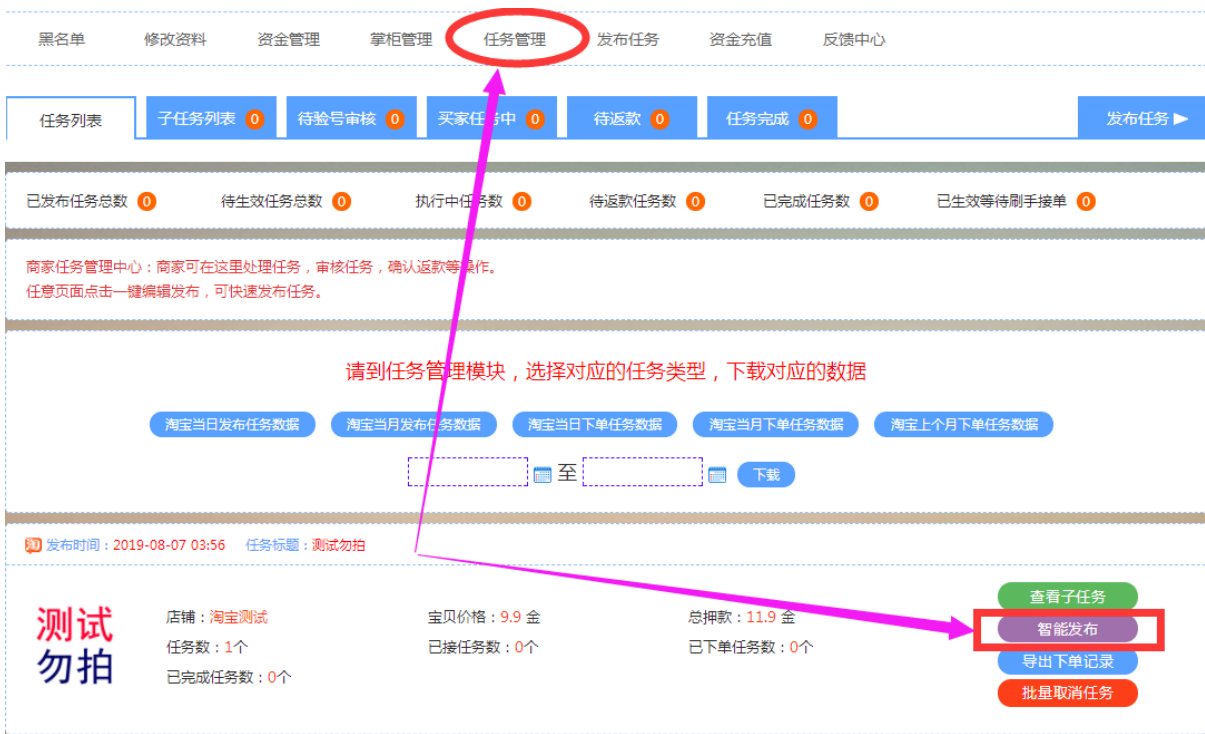 黑名单 修改资料 资金管理 掌柜管理 任务管理 发布任务 资金充值 反馈中心
任务列表 子任务列表 0 待验号审核 0 买家任务中 0 待返款 0 任务完成 0 发布任务
已发布任务总数 0 待生效任务总数 0 执行中任务数 0 待返款任务数 0 已完成任务数 0 已生效等待刷手接单 0
商家任务管理中心：商家可在这里处理任务，审核任务，确认返款等操作。
任意页面点击一键编辑发布，可快速发布任务。
请到任务管理模块，选择对应的任务类型，下载对应的数据
淘宝当日发布任务数据 淘宝当月发布任务数据 淘宝当日下单任务数据 淘宝当月下单任务数据 淘宝上个月下单任务数据
至 下载
发布时间：2019-08-07 03:56 任务标题：测试勿拍
测试
勿拍
店铺：淘宝测试 宝贝价格：9.9 金 总押款：11.9 金
任务数：1个 已接任务数：0个 已下单任务数：0个
已完成任务数：0个
查看子任务
智能发布
导出下单记录
批量取消任务